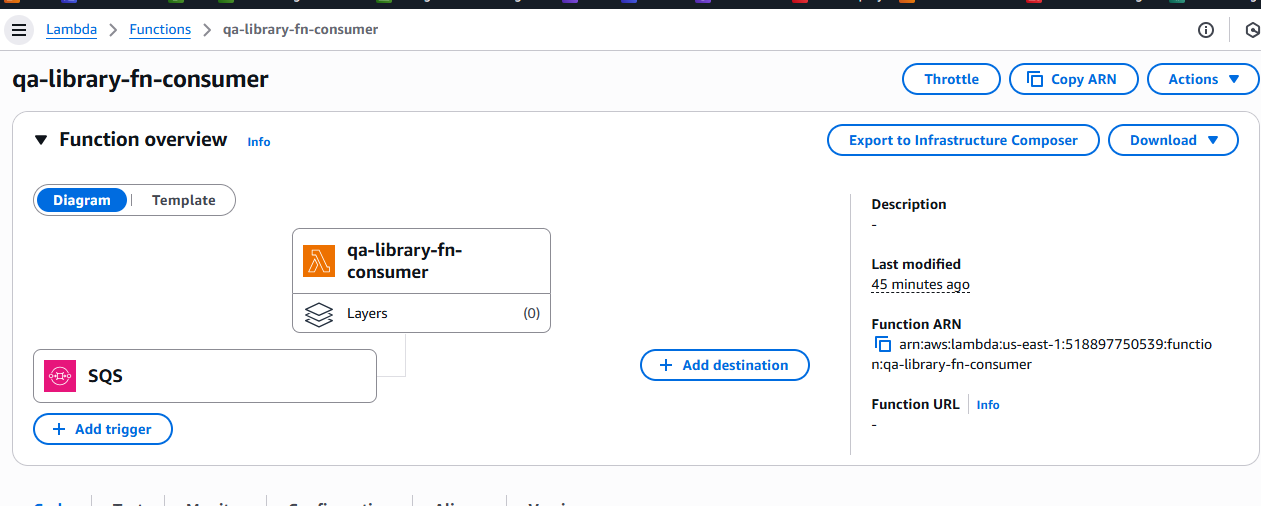 Lambda
Functions
qa-library-fn-consumer
qa-library-fn-consumer
Throttle
Copy ARN
Actions
Function overview
Info
Export to Infrastructure Composer
Download
Diagram
Template
qa-library-fn-
consumer
Layers
(0)
SQS
Add trigger
Add destination
Description
-
Last modified
45 minutes ago
Function ARN
arn:aws:lambda:us-east-1:518897750539:functio
n:qa-library-fn-consumer
Function URL
Info
-